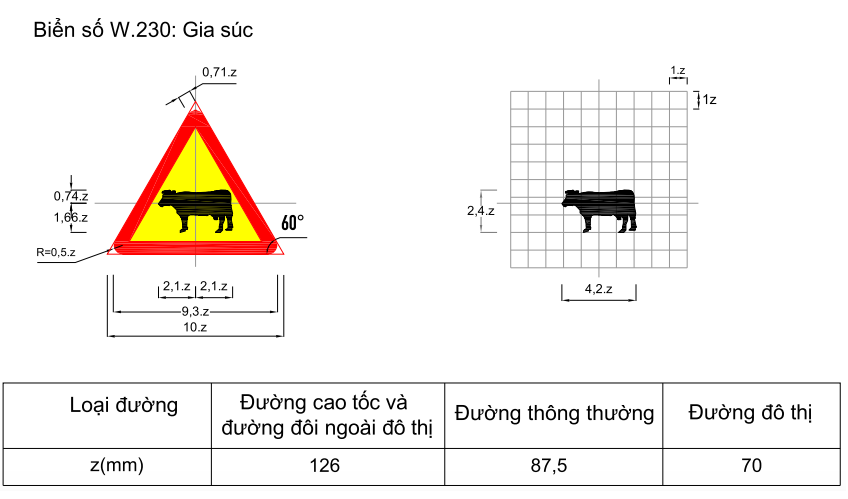 Biển số W.230: Gia súc
0,71.z
0,74.z
1,66.z
60°
R=0,5.z
2,1.z 2,1.z
9,3.z
10.z
1.z
1z
2,4.z
4,2.z
Loại đường
Đường cao tốc và
đường đôi ngoài đô thị
Đường thông thường
Đường đô thị
z(mm) 126 87,5 70